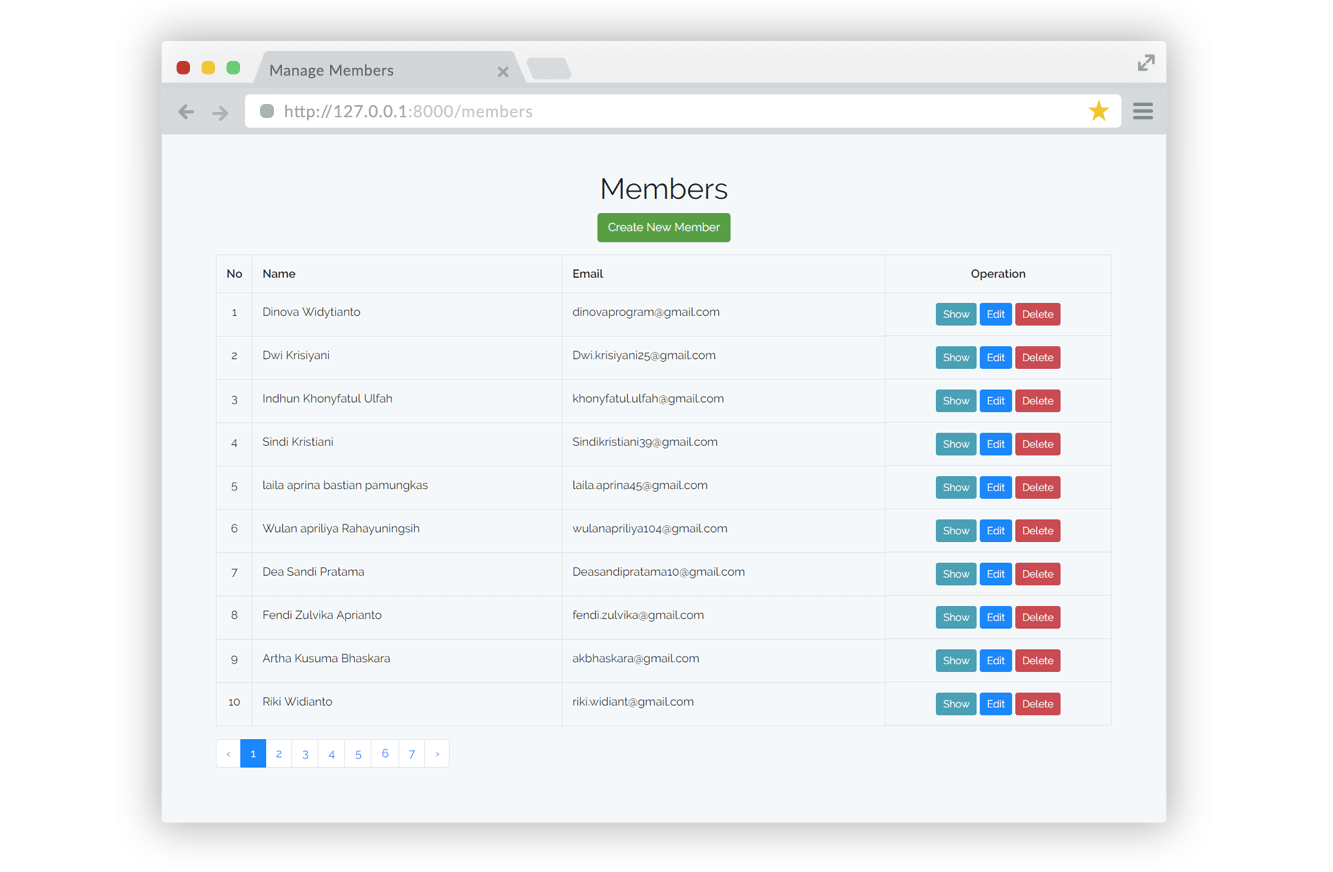 Manage Members
http://127.0.0.1:8000/members
Members
Create New Member
No Name Email Operation
1 Dinova Widytianto dinovaprogram@gmail.com Show Edit Delete
2 Dwi Krisiyani Dwi.krisiyani25@gmail.com Show Edit Delete
3 Indhun Khonyfatul Ulfah khonyfatul.ulfah@gmail.com Show Edit Delete
4 Sindi Kristiani Sindikristiani39@gmail.com Show Edit Delete
5 laila aprina bastian pamungkas laila.aprina45@gmail.com Show Edit Delete
6 Wulan apriliya Rahayuningsih wulanapriliya104@gmail.com Show Edit Delete
7 Dea Sandi Pratama Deasandipratama10@gmail.com Show Edit Delete
8 Fendi Zulvika Aprianto fendi.zulvika@gmail.com Show Edit Delete
9 Artha Kusuma Bhaskara akbhaskara@gmail.com Show Edit Delete
10 Riki Widianto riki.widiant@gmail.com Show Edit Delete
‹ 1 2 3 4 5 6 7 ›